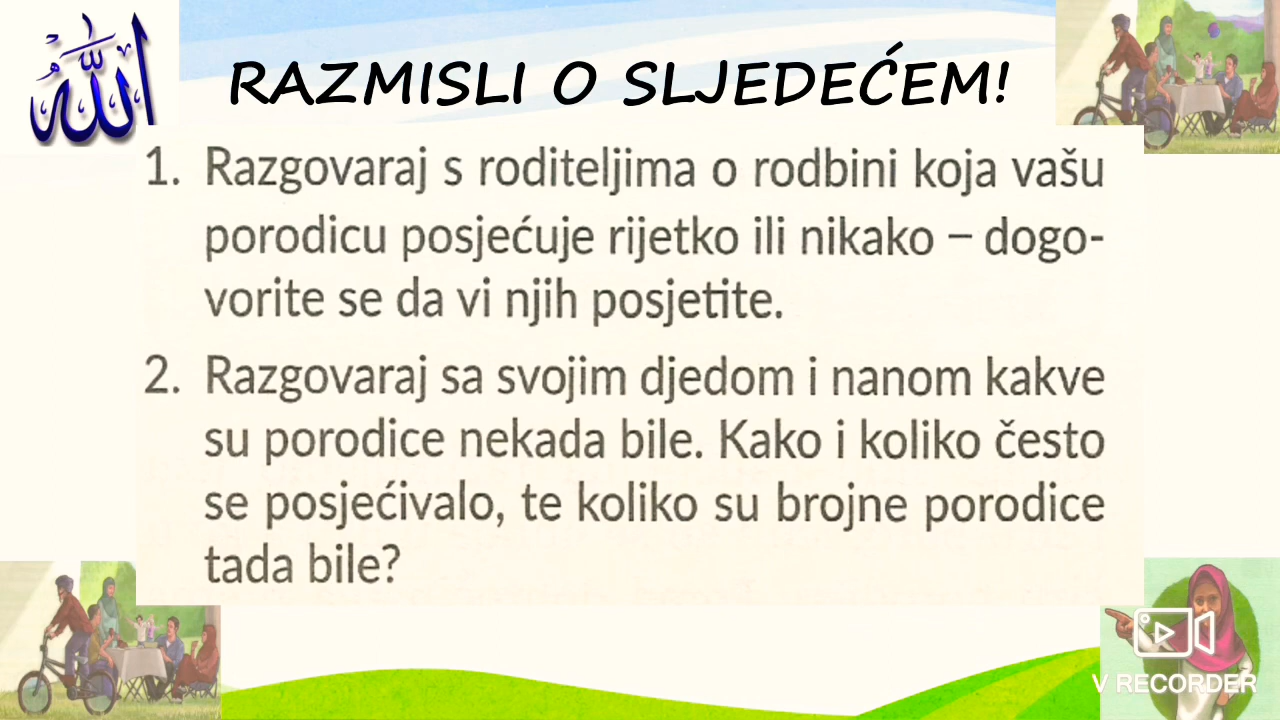 الله
RAZMISLI O SLJEDEĆEM!
1. Razgovaraj s roditeljima o rodbini koja vašu
porodicu posjećuje rijetko ili nikako – dogo-
vorite se da vi njih posjetite.
2. Razgovaraj sa svojim djedom i nanom kakve
su porodice nekada bile. Kako i koliko često
se posjećivalo, te koliko su brojne porodice
tada bile?
V RECORDER